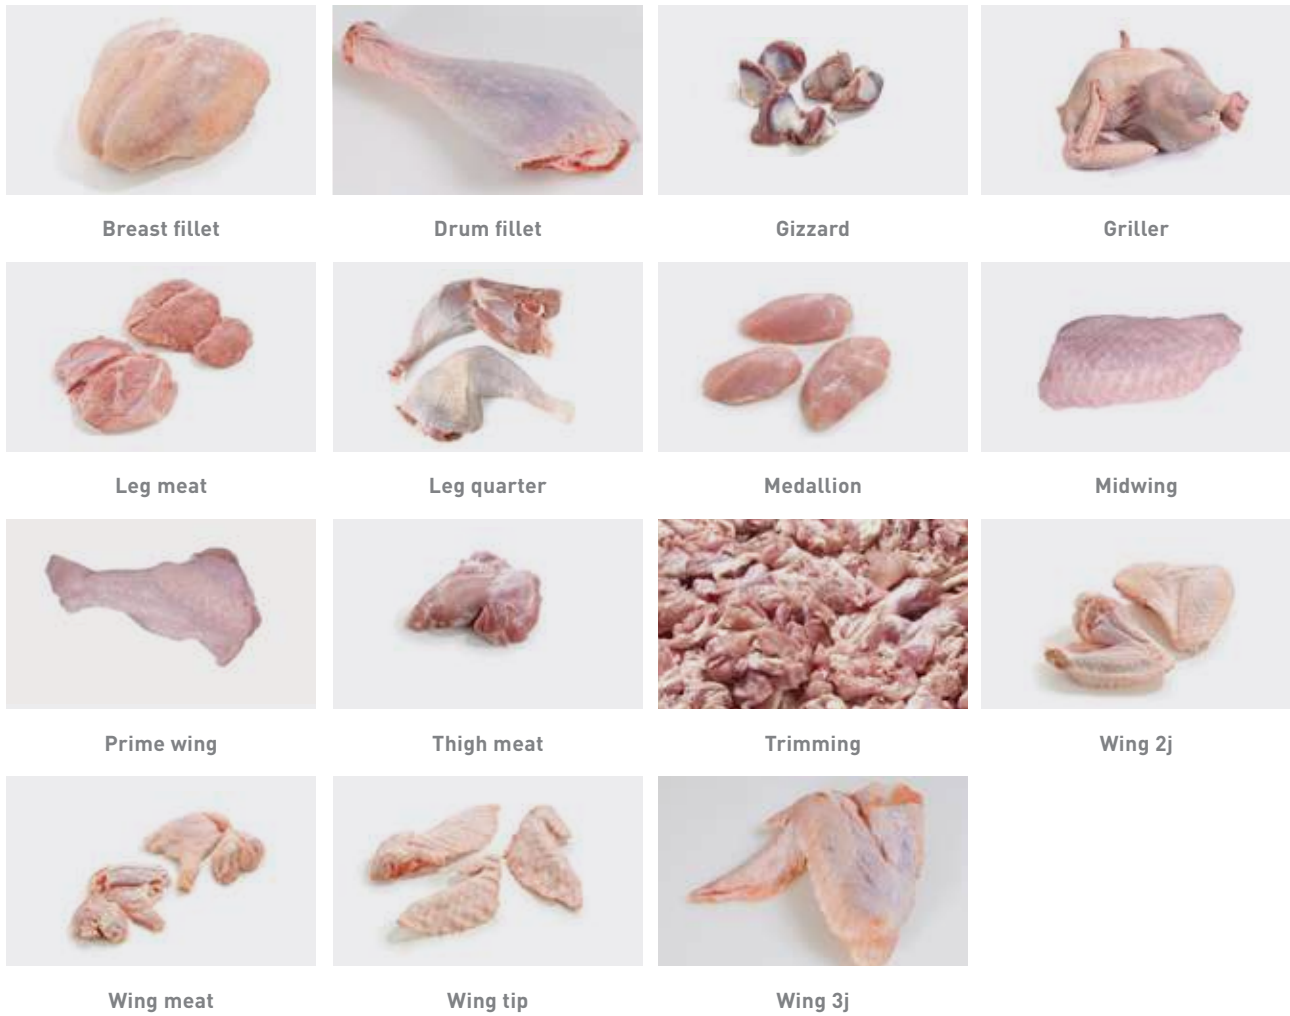 Breast fillet
Drum fillet
Gizzard
Griller
Leg meat
Leg quarter
Medallion
Midwing
Prime wing
Thigh meat
Trimming
Wing 2j
Wing meat
Wing tip
Wing 3j